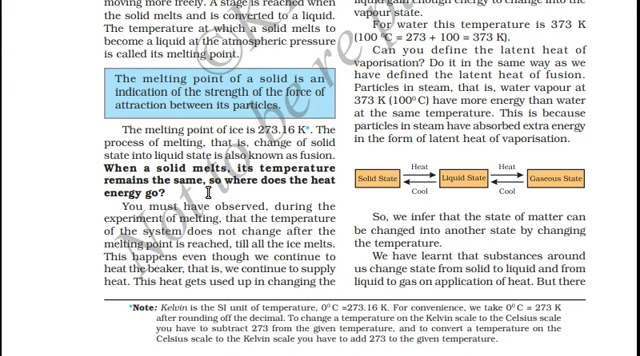 moving more freely. A stage is reached when
the solid melts and is converted to a liquid.
The temperature at which a solid melts to
become a liquid at the atmospheric pressure
is called its melting point.
The melting point of a solid is an
indication of the strength of the force of
attraction between its particles.
The melting point of ice is 273.16 K*. The
process of melting, that is, change of solid
state into liquid state is also known as fusion.
When a solid melts, its temperature
remains the same, so where does the heat
energy go?
You must have observed, during the
experiment of melting, that the temperature
of the system does not change after the
melting point is reached, till all the ice melts.
This happens even though we continue to
heat the beaker, that is, we continue to supply
heat. This heat gets used up in changing the
liquid gain enough energy to change into the
vapour state.
For water this temperature is 373 K
(100 °C = 273 + 100 = 373 K).
Can you define the latent heat of
vaporisation? Do it in the same way as we
have defined the latent heat of fusion.
Particles in steam, that is, water vapour at
373 K (100° C) have more energy than water
at the same temperature. This is because
particles in steam have absorbed extra energy
in the form of latent heat of vaporisation.
Heat Heat
Solid State Liquid State Gaseous State
Cool Cool
So, we infer that the state of matter can
be changed into another state by changing
the temperature.
We have learnt that substances around
us change state from solid to liquid and from
liquid to gas on application of heat. But there
*Note: Kelvin is the SI unit of temperature, 0° C =273.16 K. For convenience, we take 0° C = 273 K
after rounding off the decimal. To change a temperature on the Kelvin scale to the Celsius scale
you have to subtract 273 from the given temperature, and to convert a temperature on the
Celsius scale to the Kelvin scale you have to add 273 to the given temperature.
Not to be re
©